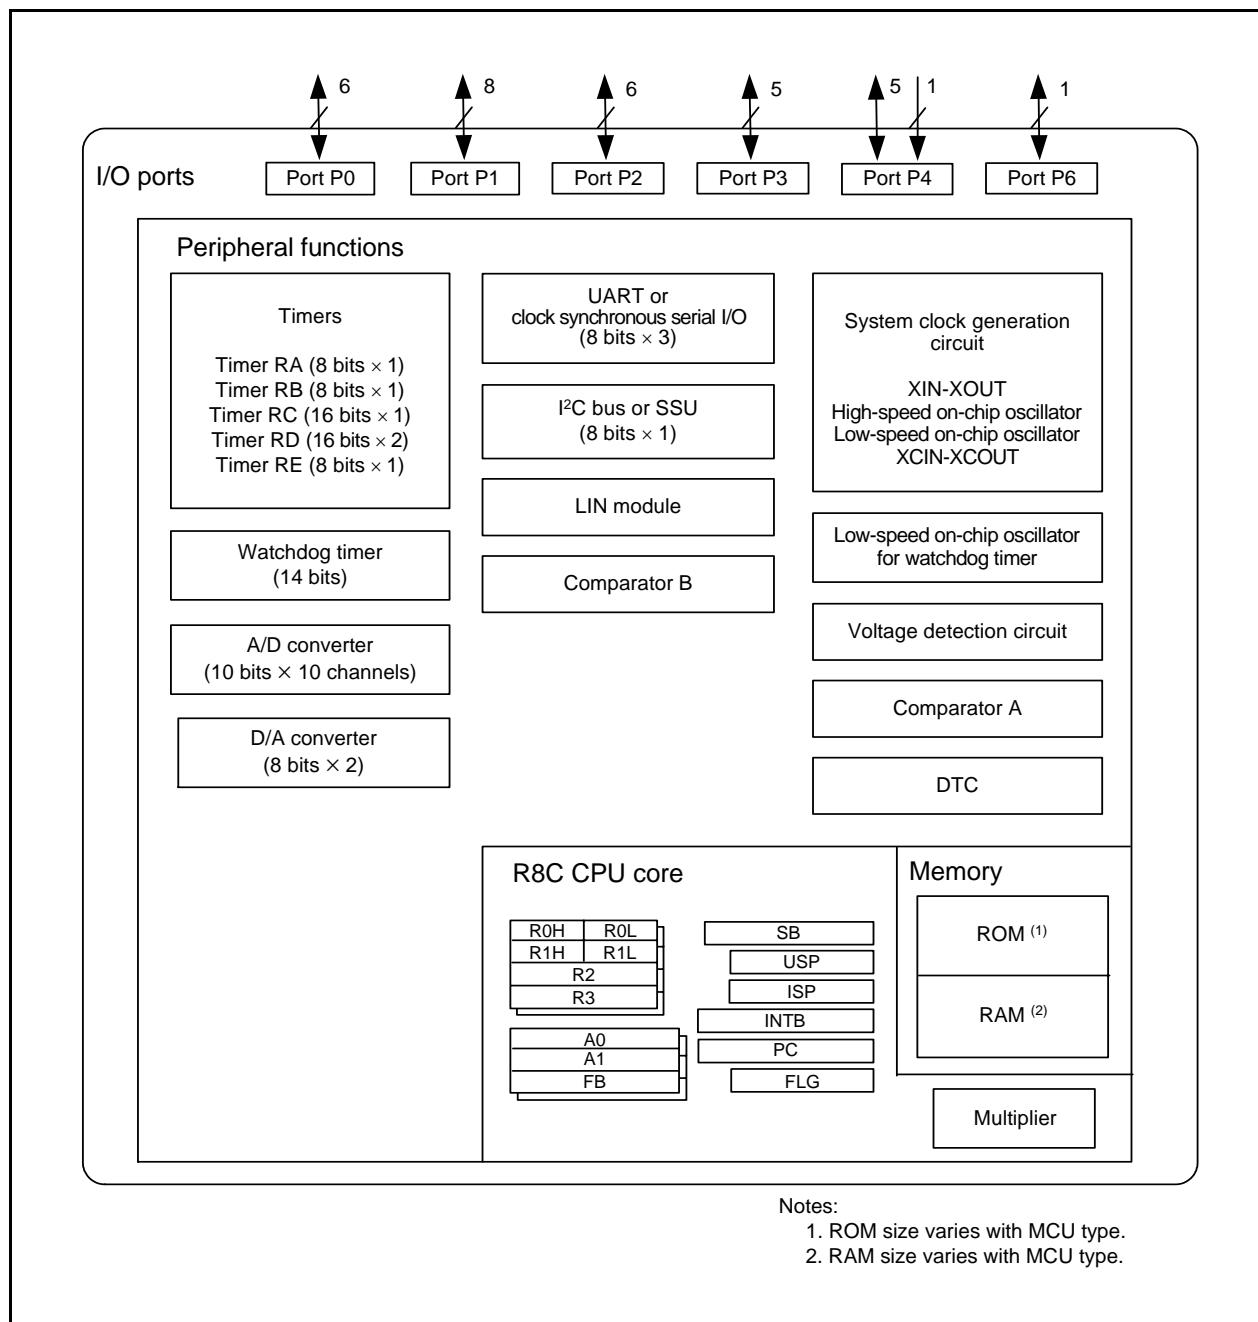 6
8
6
5
5
1
1
I/O ports
Port P0
Port P1
Port P2
Port P3
Port P4
Port P6
Peripheral functions
Timers
Timer RA (8 bits × 1)
Timer RB (8 bits × 1)
Timer RC (16 bits × 1)
Timer RD (16 bits × 2)
Timer RE (8 bits × 1)
Watchdog timer
(14 bits)
A/D converter
(10 bits × 10 channels)
D/A converter
(8 bits × 2)
UART or
clock synchronous serial I/O
(8 bits × 3)
I²C bus or SSU
(8 bits × 1)
LIN module
Comparator B
System clock generation
circuit
XIN-XOUT
High-speed on-chip oscillator
Low-speed on-chip oscillator
XCIN-XCOUT
Low-speed on-chip oscillator
for watchdog timer
Voltage detection circuit
Comparator A
DTC
R8C CPU core
R0H
R0L
R1H
R1L
R2
R3
A0
A1
FB
SB
USP
ISP
INTB
PC
FLG
Memory
ROM (1)
RAM (2)
Multiplier
Notes:
1. ROM size varies with MCU type.
2. RAM size varies with MCU type.